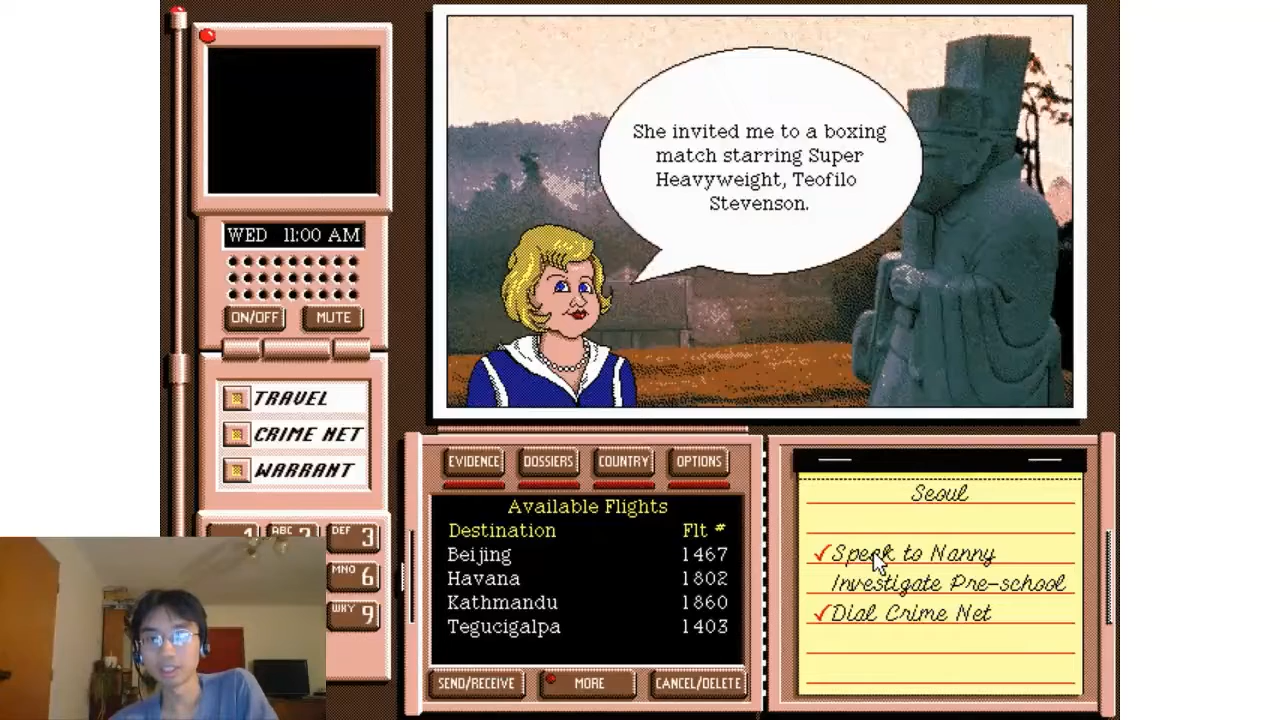 She invited me to a boxing
match starring Super
Heavyweight, Teofilo
Stevenson.
WED 11:00 AM
ON/OFF
MUTE
TRAVEL
CRIME NET
WARRANT
ABC
DEF 3
MNO 6
WXY 9
EVIDENCE
DOSSIERS
COUNTRY
OPTIONS
Available Flights
Destination Flt #
Beijing 1467
Havana 1802
Kathmandu 1860
Tegucigalpa 1403
SEND/RECEIVE
MORE
CANCEL/DELETE
Seoul
✓Speak to Nanny
Investigate Pre-school
✓Dial Crime Net